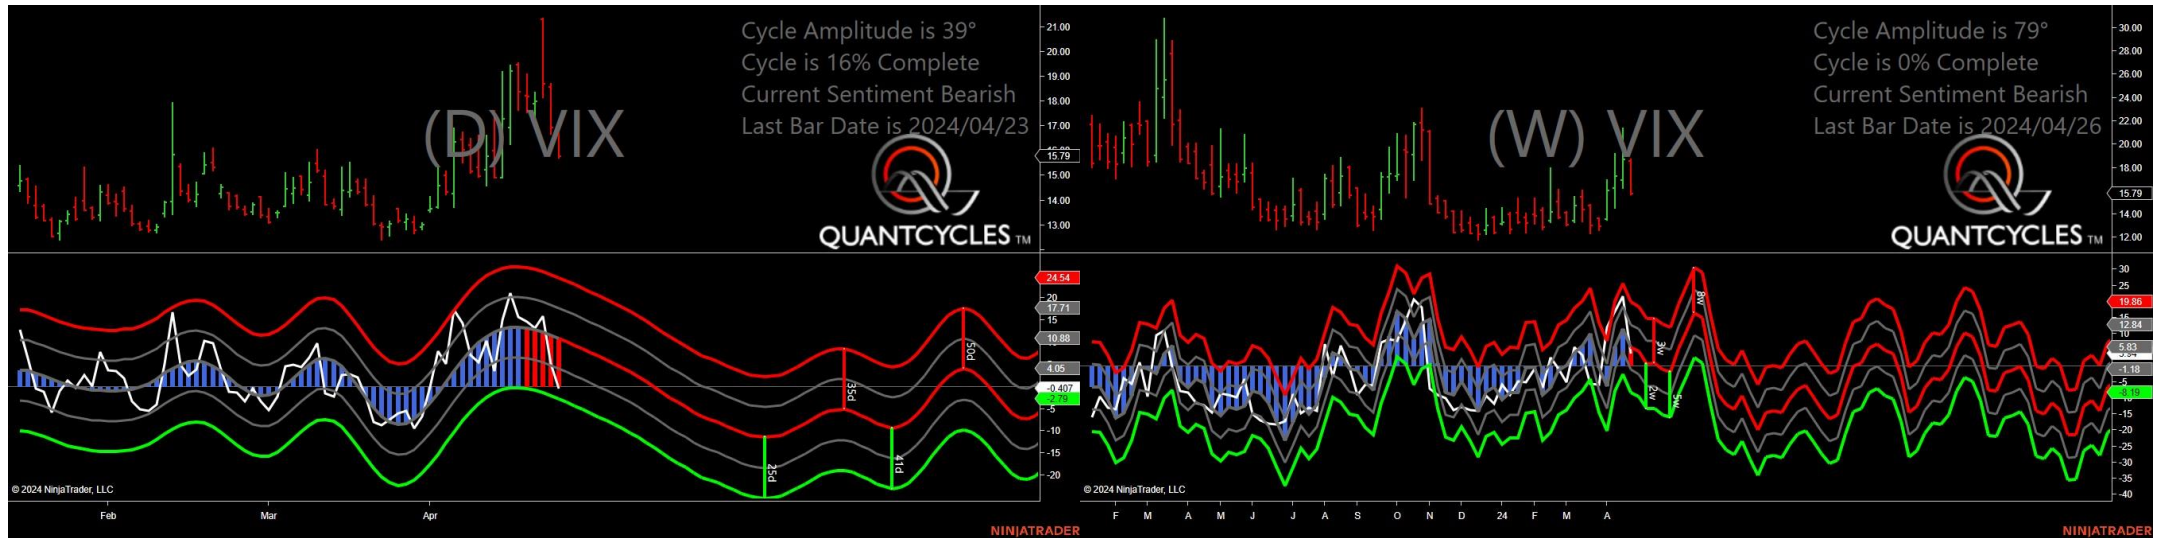 Cycle Amplitude is 39°
Cycle is 16% Complete
Current Sentiment Bearish
Last Bar Date is 2024/04/23
(D) VIX
QUANTCYCLES TM
21.00
20.00
19.00
18.00
17.00
15.79
15.00
14.00
13.00
24.54
20
17.71
15
10.88
4.05
-0.407
-2.79
-5
-10
-15
-20
25d
35d
41d
50d
© 2024 NinjaTrader, LLC
Feb Mar Apr
NINJATRADER
Cycle Amplitude is 79°
Cycle is 0% Complete
Current Sentiment Bearish
Last Bar Date is 2024/04/26
(W) VIX
QUANTCYCLES TM
30.00
28.00
26.00
24.00
22.00
20.00
18.00
15.79
14.00
12.00
30
25
19.86
15
12.84
5.83
-1.18
-5
-8.19
-15
-20
-25
-30
-35
-40
2w
3w
5w
8w
© 2024 NinjaTrader, LLC
F M A M J J A S O N D 24 F M A
NINJATRADER